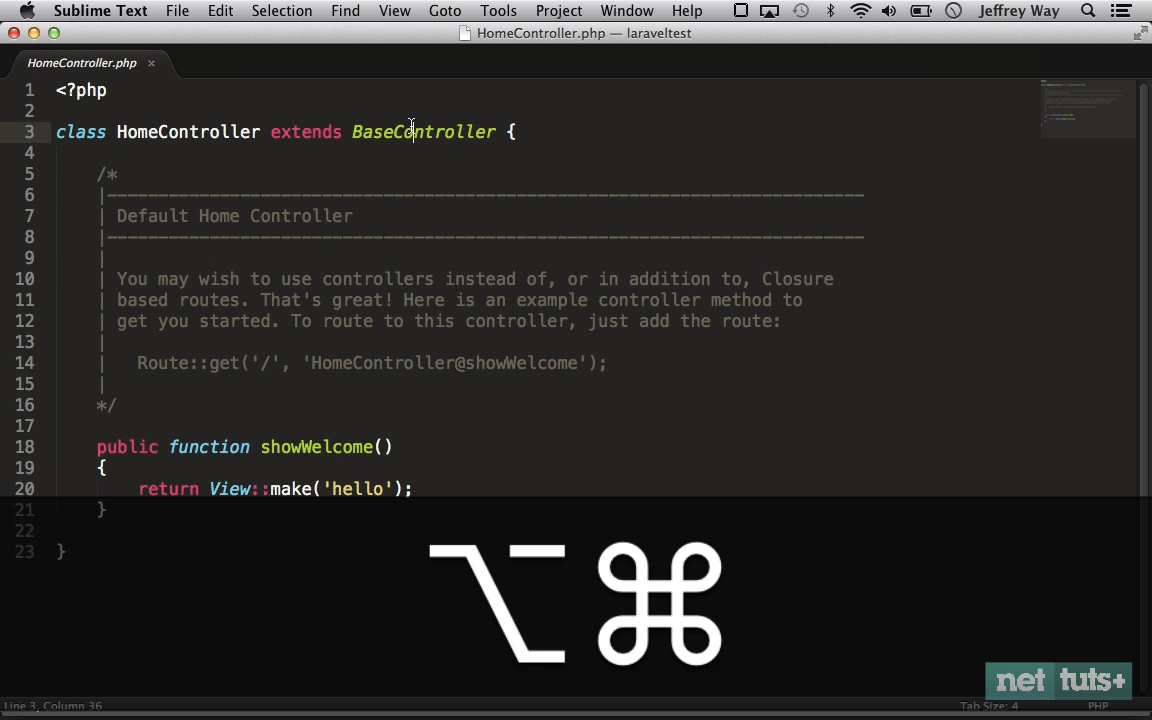 Sublime Text File Edit Selection Find View Goto Tools Project Window Help Jeffrey Way
HomeController.php — laraveltest
HomeController.php ×
1 <?php
2
3 class HomeController extends BaseController {
4
5 /*
6 |--------------------------------------------------------------------------
7 | Default Home Controller
8 |--------------------------------------------------------------------------
9 |
10 | You may wish to use controllers instead of, or in addition to, Closure
11 | based routes. That's great! Here is an example controller method to
12 | get you started. To route to this controller, just add the route:
13 |
14 | Route::get('/', 'HomeController@showWelcome');
15 |
16 */
17
18 public function showWelcome()
19 {
20 return View::make('hello');
21 }
22
23 }
⌥ ⌘
net tuts+
Line 3, Column 36 Tab Size: 4 PHP